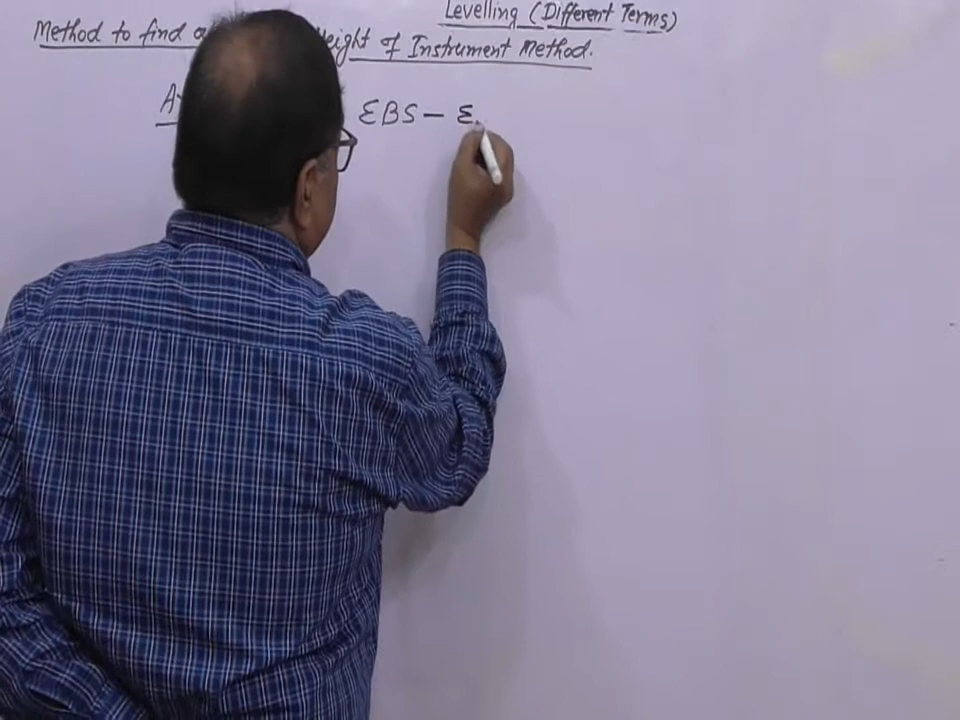 Levelling (Different Terms)
Method to find eight of Instrument Method.
A
ΣBS - Σ